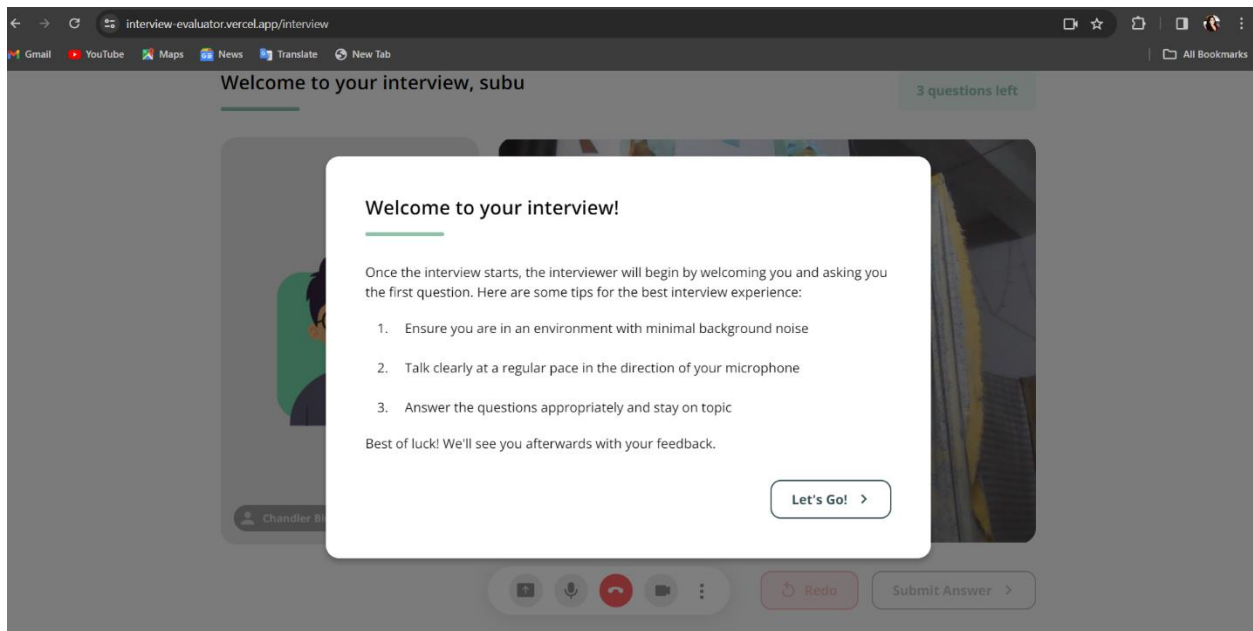 interview-evaluator.vercel.app/interview
Gmail YouTube Maps News Translate New Tab All Bookmarks
Welcome to your interview, subu
3 questions left
Welcome to your interview!
Once the interview starts, the interviewer will begin by welcoming you and asking you
the first question. Here are some tips for the best interview experience:
1. Ensure you are in an environment with minimal background noise
2. Talk clearly at a regular pace in the direction of your microphone
3. Answer the questions appropriately and stay on topic
Best of luck! We'll see you afterwards with your feedback.
Let's Go!
Chandler
Redo
Submit Answer